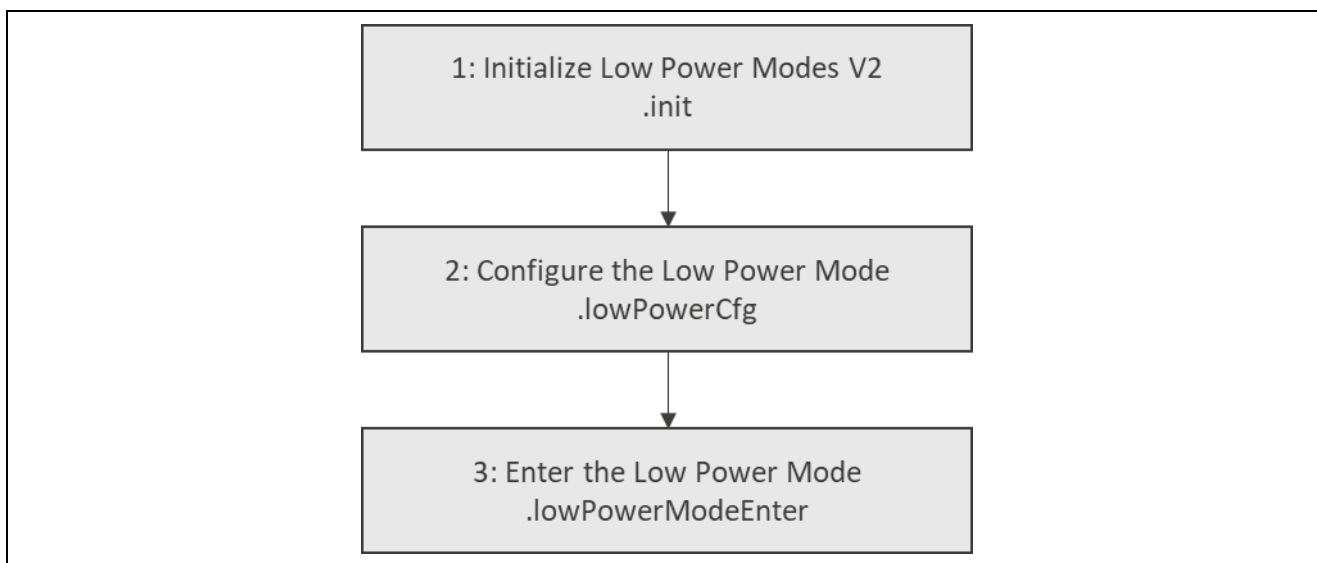 1: Initialize Low Power Modes V2
.init
2: Configure the Low Power Mode
.lowPowerCfg
3: Enter the Low Power Mode
.lowPowerModeEnter